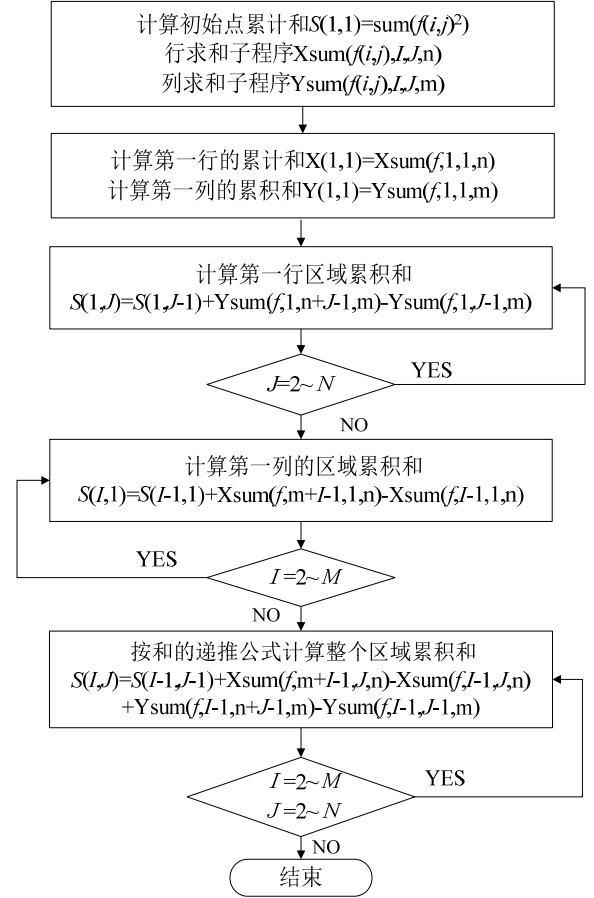 计算初始点累计和S(1,1)=sum(f(i,j)²)
行求和子程序Xsum(f(i,j),I,J,n)
列求和子程序Ysum(f(i,j),I,J,m)
计算第一行的累计和X(1,1)=Xsum(f,1,1,n)
计算第一列的累积和Y(1,1)=Ysum(f,1,1,m)
计算第一行区域累积和
S(1,J)=S(1,J-1)+Ysum(f,1,n+J-1,m)-Ysum(f,1,J-1,m)
J=2~N
YES
NO
计算第一列的区域累积和
S(I,1)=S(I-1,1)+Xsum(f,m+I-1,1,n)-Xsum(f,I-1,1,n)
YES
I=2~M
NO
按和的递推公式计算整个区域累积和
S(I,J)=S(I-1,J-1)+Xsum(f,m+I-1,J,n)-Xsum(f,I-1,J,n)
+Ysum(f,I-1,n+J-1,m)-Ysum(f,I-1,J-1,m)
I=2~M
YES
J=2~N
NO
结束